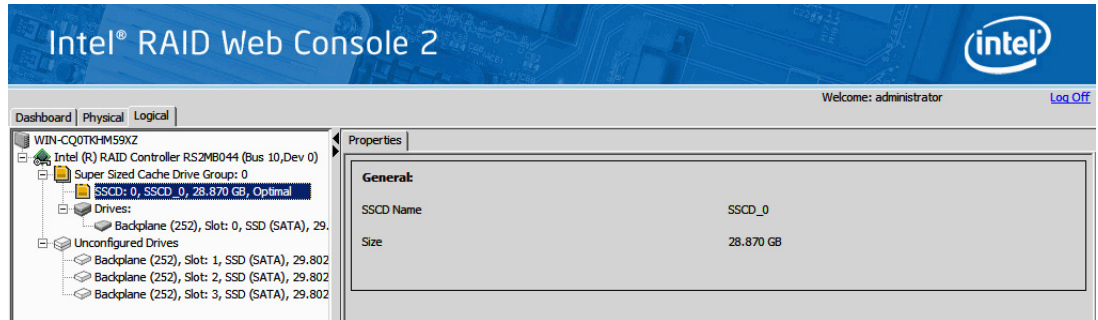 Intel® RAID Web Console 2
intel
Welcome: administrator Log Off
Dashboard Physical Logical
WIN-CQ0TKHM59XZ
Intel (R) RAID Controller RS2MB044 (Bus 10,Dev 0)
Super Sized Cache Drive Group: 0
SSCD: 0, SSCD_0, 28.870 GB, Optimal
Drives:
Backplane (252), Slot: 0, SSD (SATA), 29.
Unconfigured Drives
Backplane (252), Slot: 1, SSD (SATA), 29.802
Backplane (252), Slot: 2, SSD (SATA), 29.802
Backplane (252), Slot: 3, SSD (SATA), 29.802
Properties
General:
SSCD Name SSCD_0
Size 28.870 GB